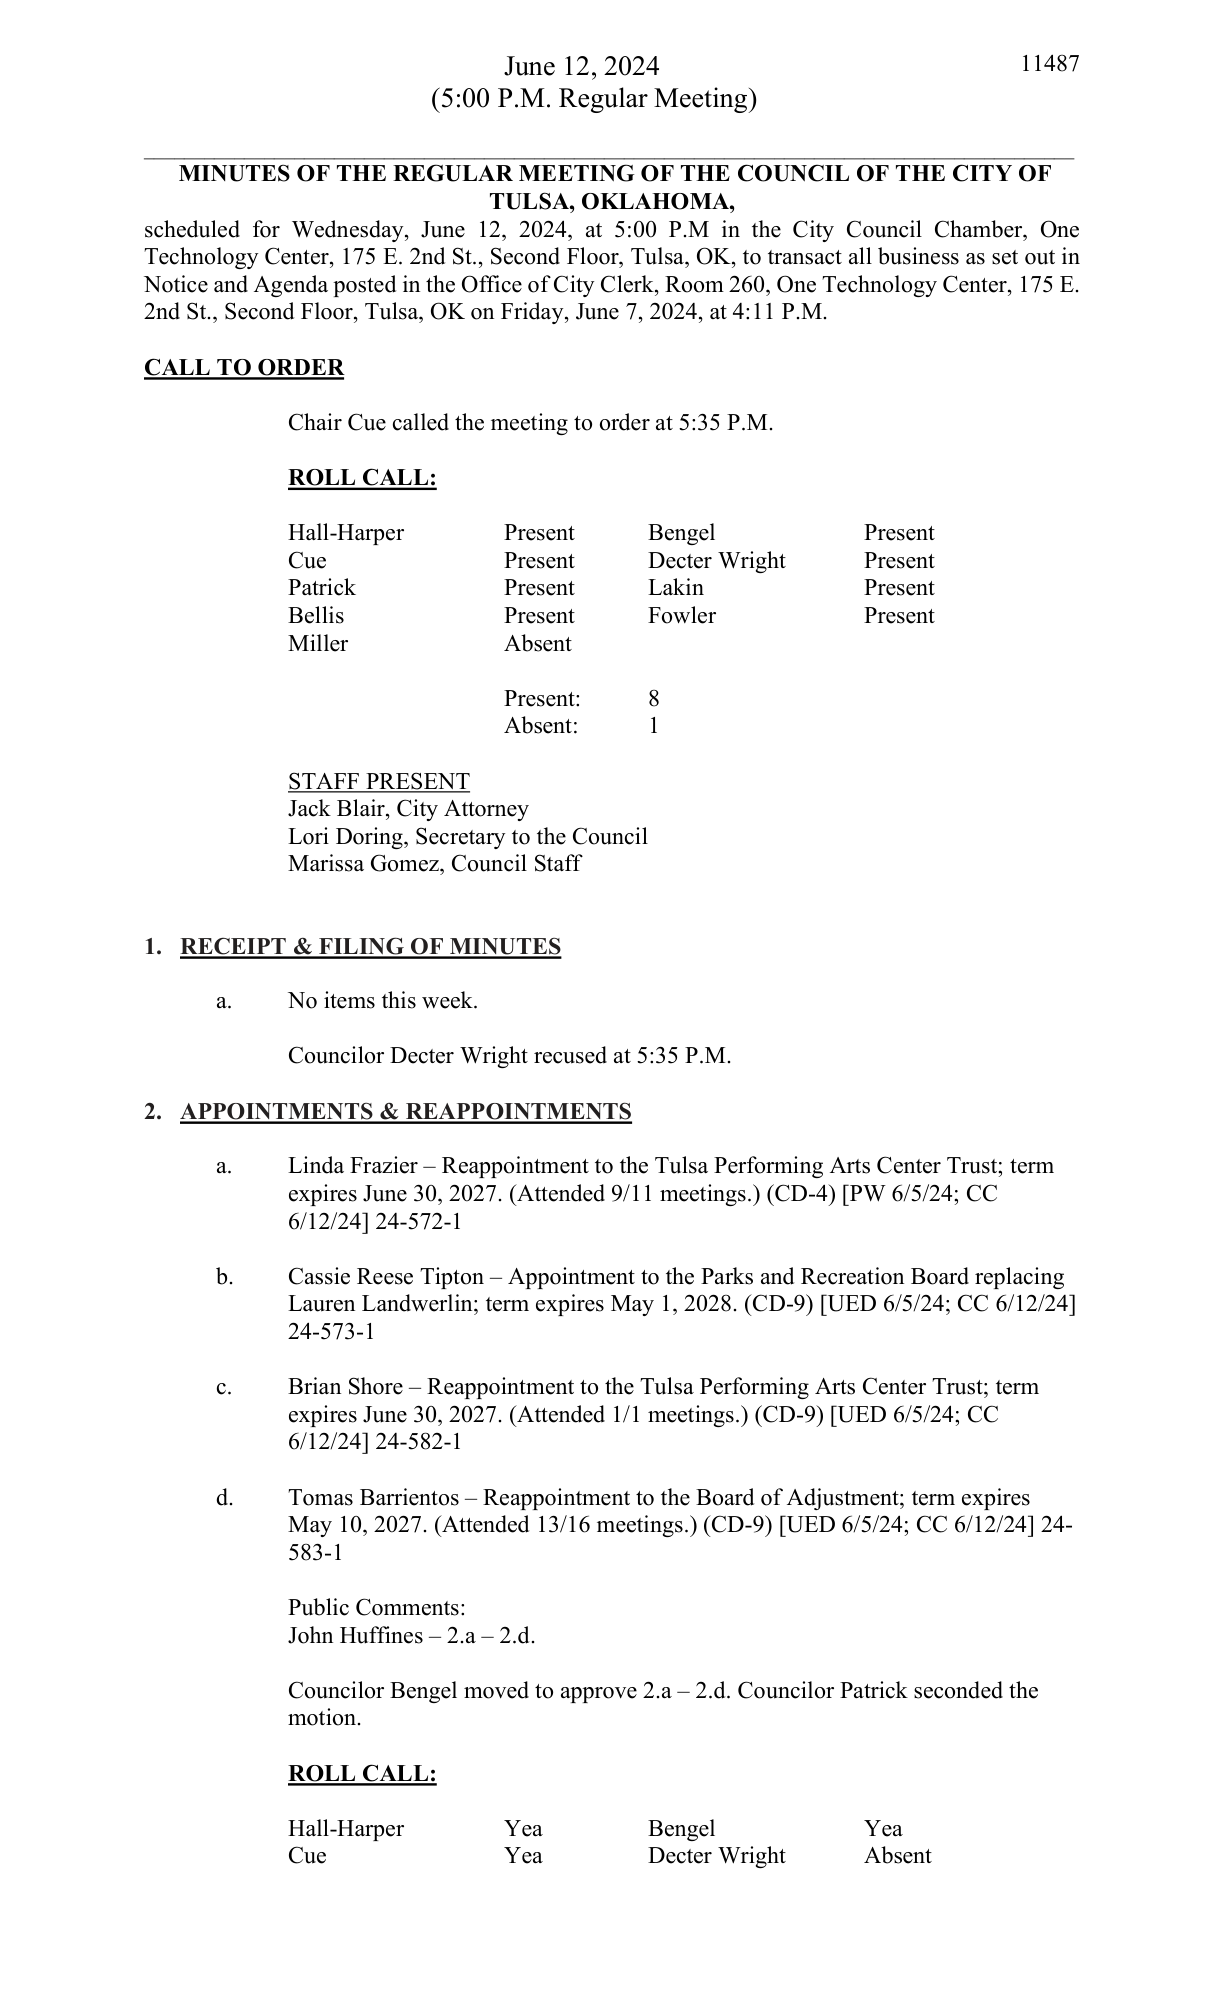 June 12, 2024
11487
(5:00 P.M. Regular Meeting)
MINUTES OF THE REGULAR MEETING OF THE COUNCIL OF THE CITY OF
TULSA, OKLAHOMA,
scheduled for Wednesday, June 12, 2024, at 5:00 P.M in the City Council Chamber, One
Technology Center, 175 E. 2nd St., Second Floor, Tulsa, OK, to transact all business as set out in
Notice and Agenda posted in the Office of City Clerk, Room 260, One Technology Center, 175 E.
2nd St., Second Floor, Tulsa, OK on Friday, June 7, 2024, at 4:11 P.M.
CALL TO ORDER
Chair Cue called the meeting to order at 5:35 P.M.
ROLL CALL:
Hall-Harper Present Bengel Present
Cue Present Decter Wright Present
Patrick Present Lakin Present
Bellis Present Fowler Present
Miller Absent
Present: 8
Absent: 1
STAFF PRESENT
Jack Blair, City Attorney
Lori Doring, Secretary to the Council
Marissa Gomez, Council Staff
1. RECEIPT & FILING OF MINUTES
a. No items this week.
Councilor Decter Wright recused at 5:35 P.M.
2. APPOINTMENTS & REAPPOINTMENTS
a. Linda Frazier – Reappointment to the Tulsa Performing Arts Center Trust; term
expires June 30, 2027. (Attended 9/11 meetings.) (CD-4) [PW 6/5/24; CC
6/12/24] 24-572-1
b. Cassie Reese Tipton – Appointment to the Parks and Recreation Board replacing
Lauren Landwerlin; term expires May 1, 2028. (CD-9) [UED 6/5/24; CC 6/12/24]
24-573-1
c. Brian Shore – Reappointment to the Tulsa Performing Arts Center Trust; term
expires June 30, 2027. (Attended 1/1 meetings.) (CD-9) [UED 6/5/24; CC
6/12/24] 24-582-1
d. Tomas Barrientos – Reappointment to the Board of Adjustment; term expires
May 10, 2027. (Attended 13/16 meetings.) (CD-9) [UED 6/5/24; CC 6/12/24] 24-
583-1
Public Comments:
John Huffines – 2.a – 2.d.
Councilor Bengel moved to approve 2.a – 2.d. Councilor Patrick seconded the
motion.
ROLL CALL:
Hall-Harper Yea Bengel Yea
Cue Yea Decter Wright Absent